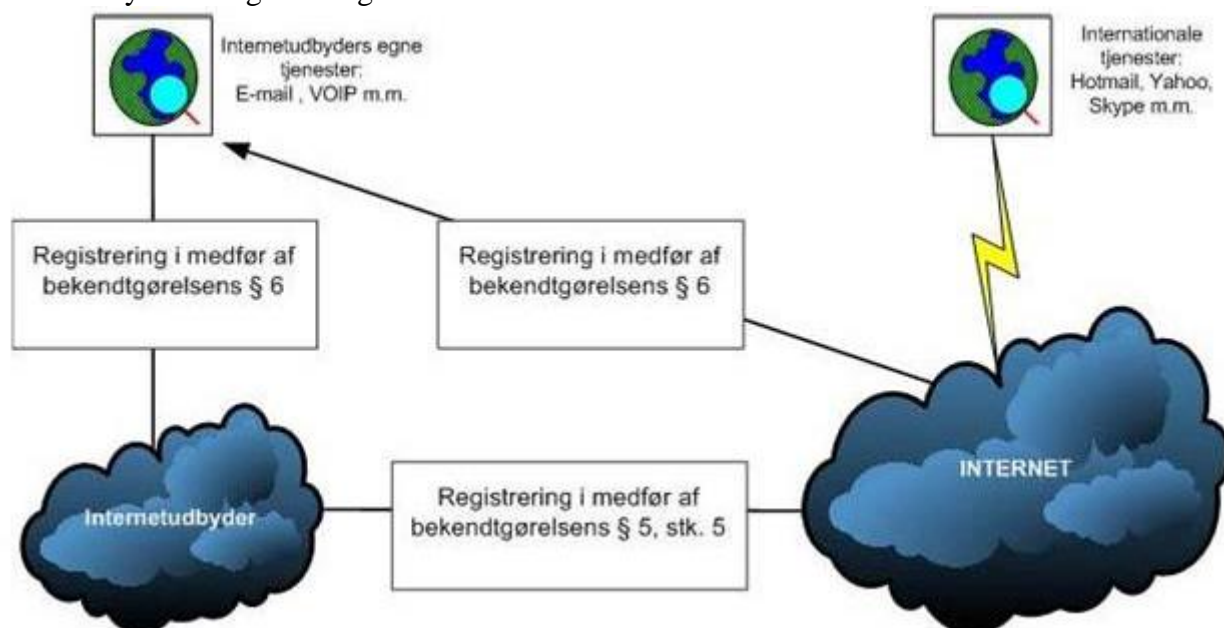 Internetudbyders egne
tjenester:
E-mail , VOIP m.m.
Internationale
tjenester:
Hotmail, Yahoo,
Skype m.m.
Registrering i medfør af
bekendtgørelsens § 6
Registrering i medfør af
bekendtgørelsens § 6
Internetudbyder
Registrering i medfør af
bekendtgørelsens § 5, stk. 5
INTERNET